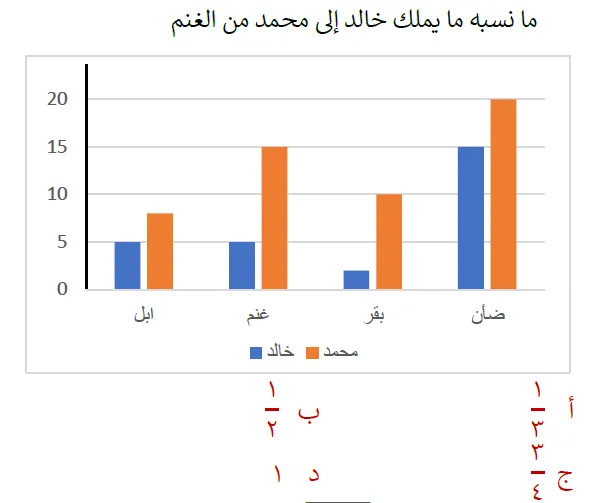 ما نسبه ما يملك خالد إلى محمد من الغنم
20
15
10
5
0
ابل غنم بقر ضأن
خالد محمد
أ ١/٣ ب ١/٢
ج ٣/٤ د ١